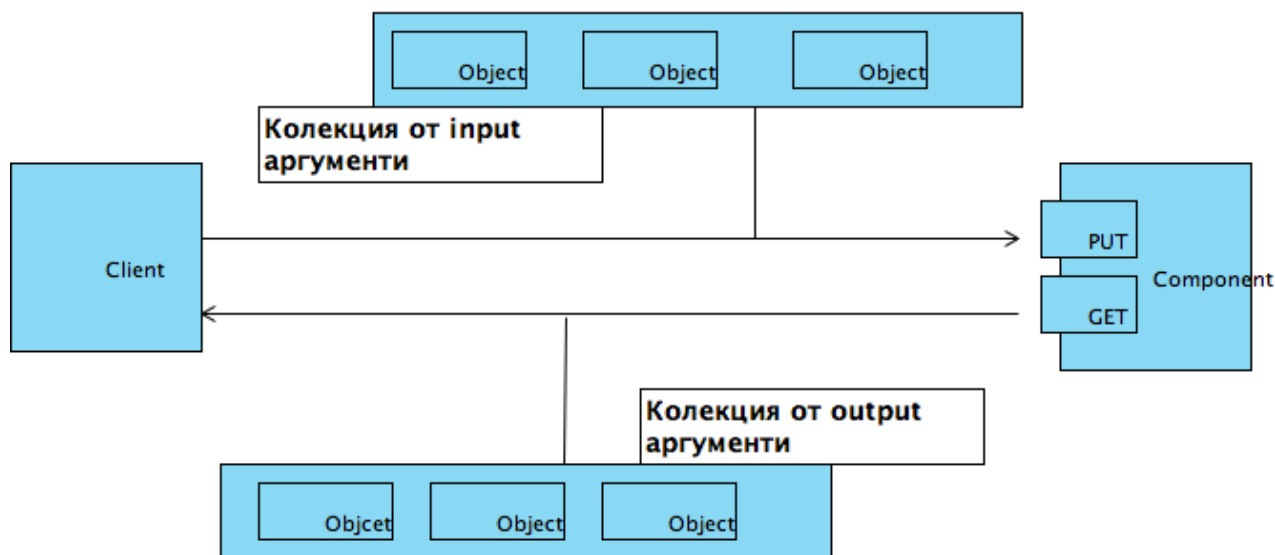 Object Object Object
Колекция от input
аргументи
Client
PUT
Component
GET
Колекция от output
аргументи
Objcet Object Object